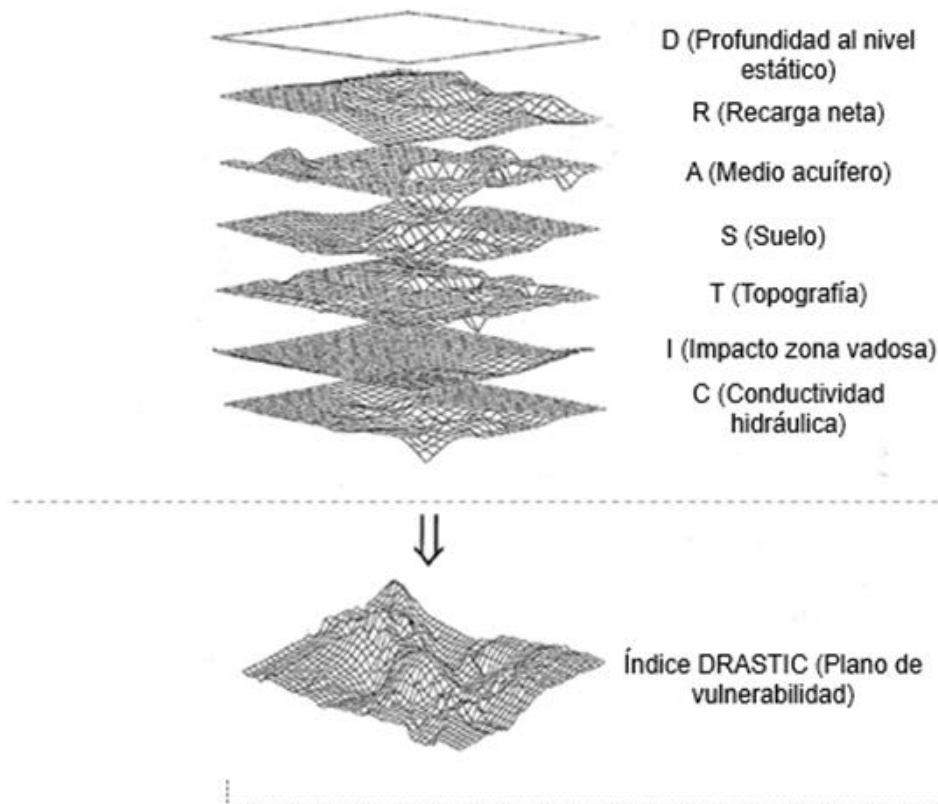 D (Profundidad al nivel
estático)
R (Recarga neta)
A (Medio acuífero)
S (Suelo)
T (Topografía)
I (Impacto zona vadosa)
C (Conductividad
hidráulica)
Índice DRASTIC (Plano de
vulnerabilidad)